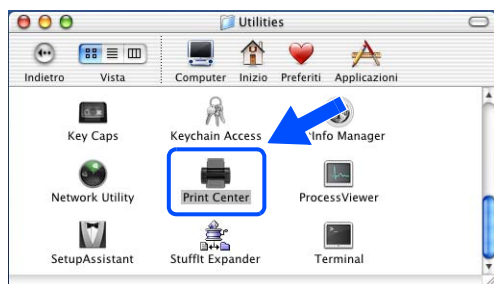 Utilities
Indietro Vista Computer Inizio Preferiti Applicazioni
Key Caps Keychain Access Info Manager
Network Utility Print Center ProcessViewer
SetupAssistant StuffIt Expander Terminal